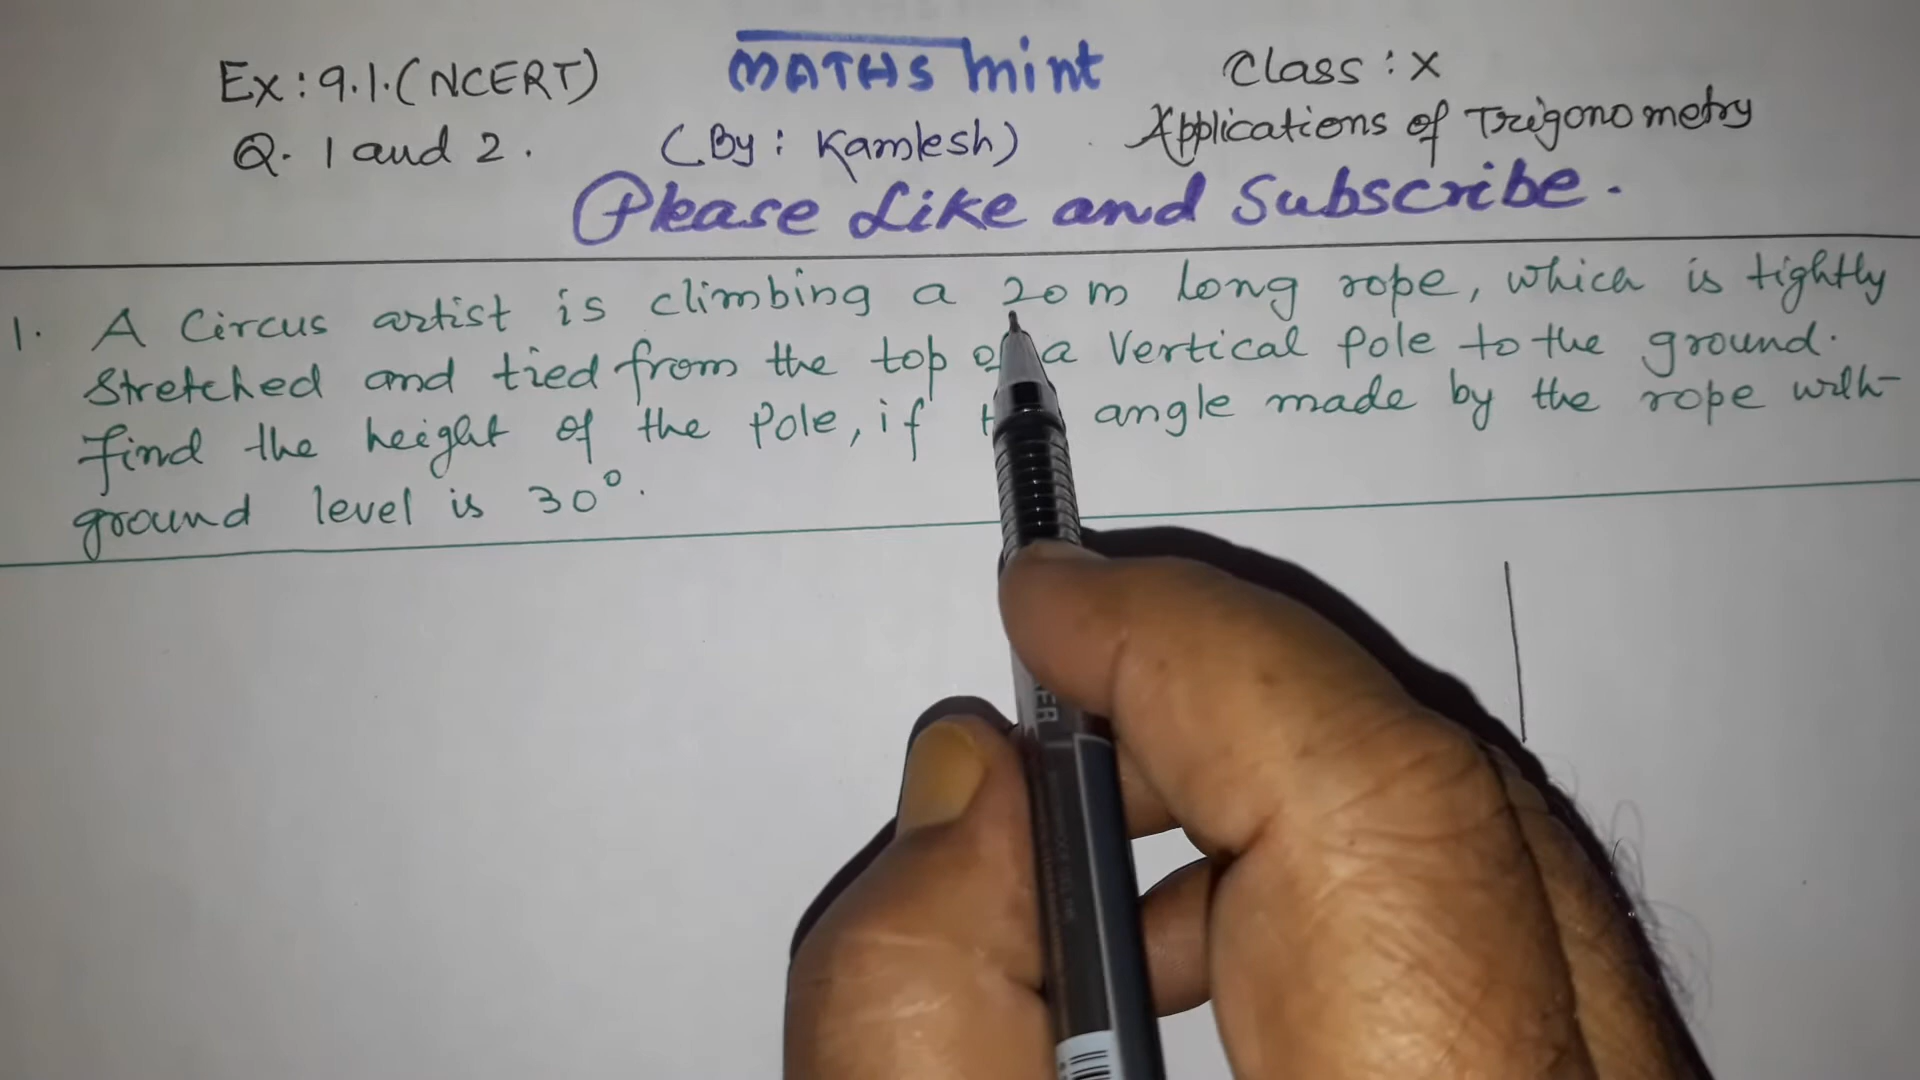 Ex: 9.1. (NCERT)
Q. 1 and 2.
MATHS mint
(By: Kamlesh)
Class: X
Applications of Trigonometry
Please Like and Subscribe.
1. A Circus artist is climbing a 20 m long rope, which is tightly
Stretched and tied from the top of a Vertical Pole to the ground.
find the height of the Pole, if angle made by the rope with
ground level is 30°.